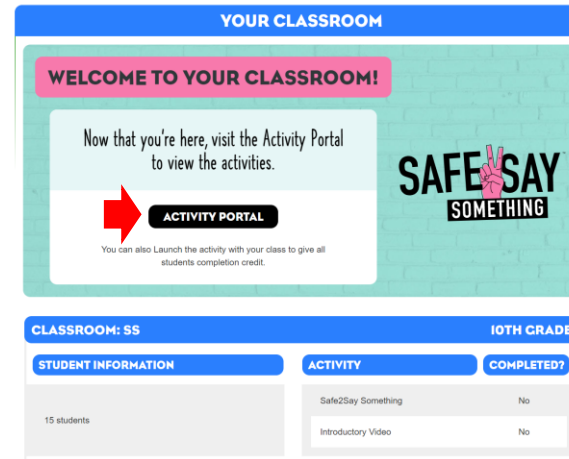 YOUR CLASSROOM
WELCOME TO YOUR CLASSROOM!
Now that you're here, visit the Activity Portal
to view the activities.
ACTIVITY PORTAL
You can also Launch the activity with your class to give all
students completion credit.
SAFE SAY
SOMETHING
CLASSROOM: SS 10TH GRADE
STUDENT INFORMATION
ACTIVITY COMPLETED?
15 students
Safe2Say Something No
Introductory Video No